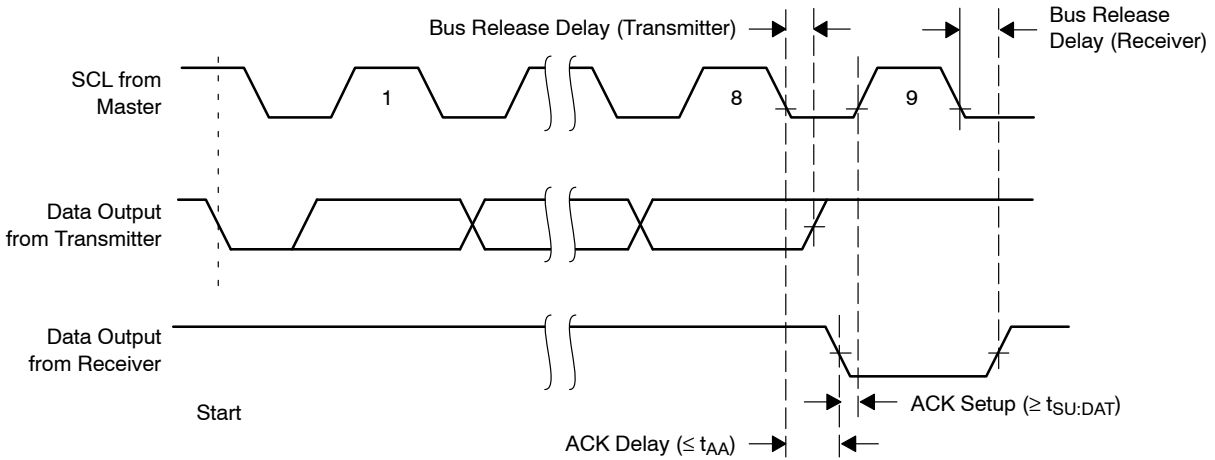 Bus Release Delay (Transmitter)
Bus Release
Delay (Receiver)
SCL from
Master
1
8
9
Data Output
from Transmitter
Data Output
from Receiver
Start
ACK Setup (≥ tSU:DAT)
ACK Delay (≤ tAA)